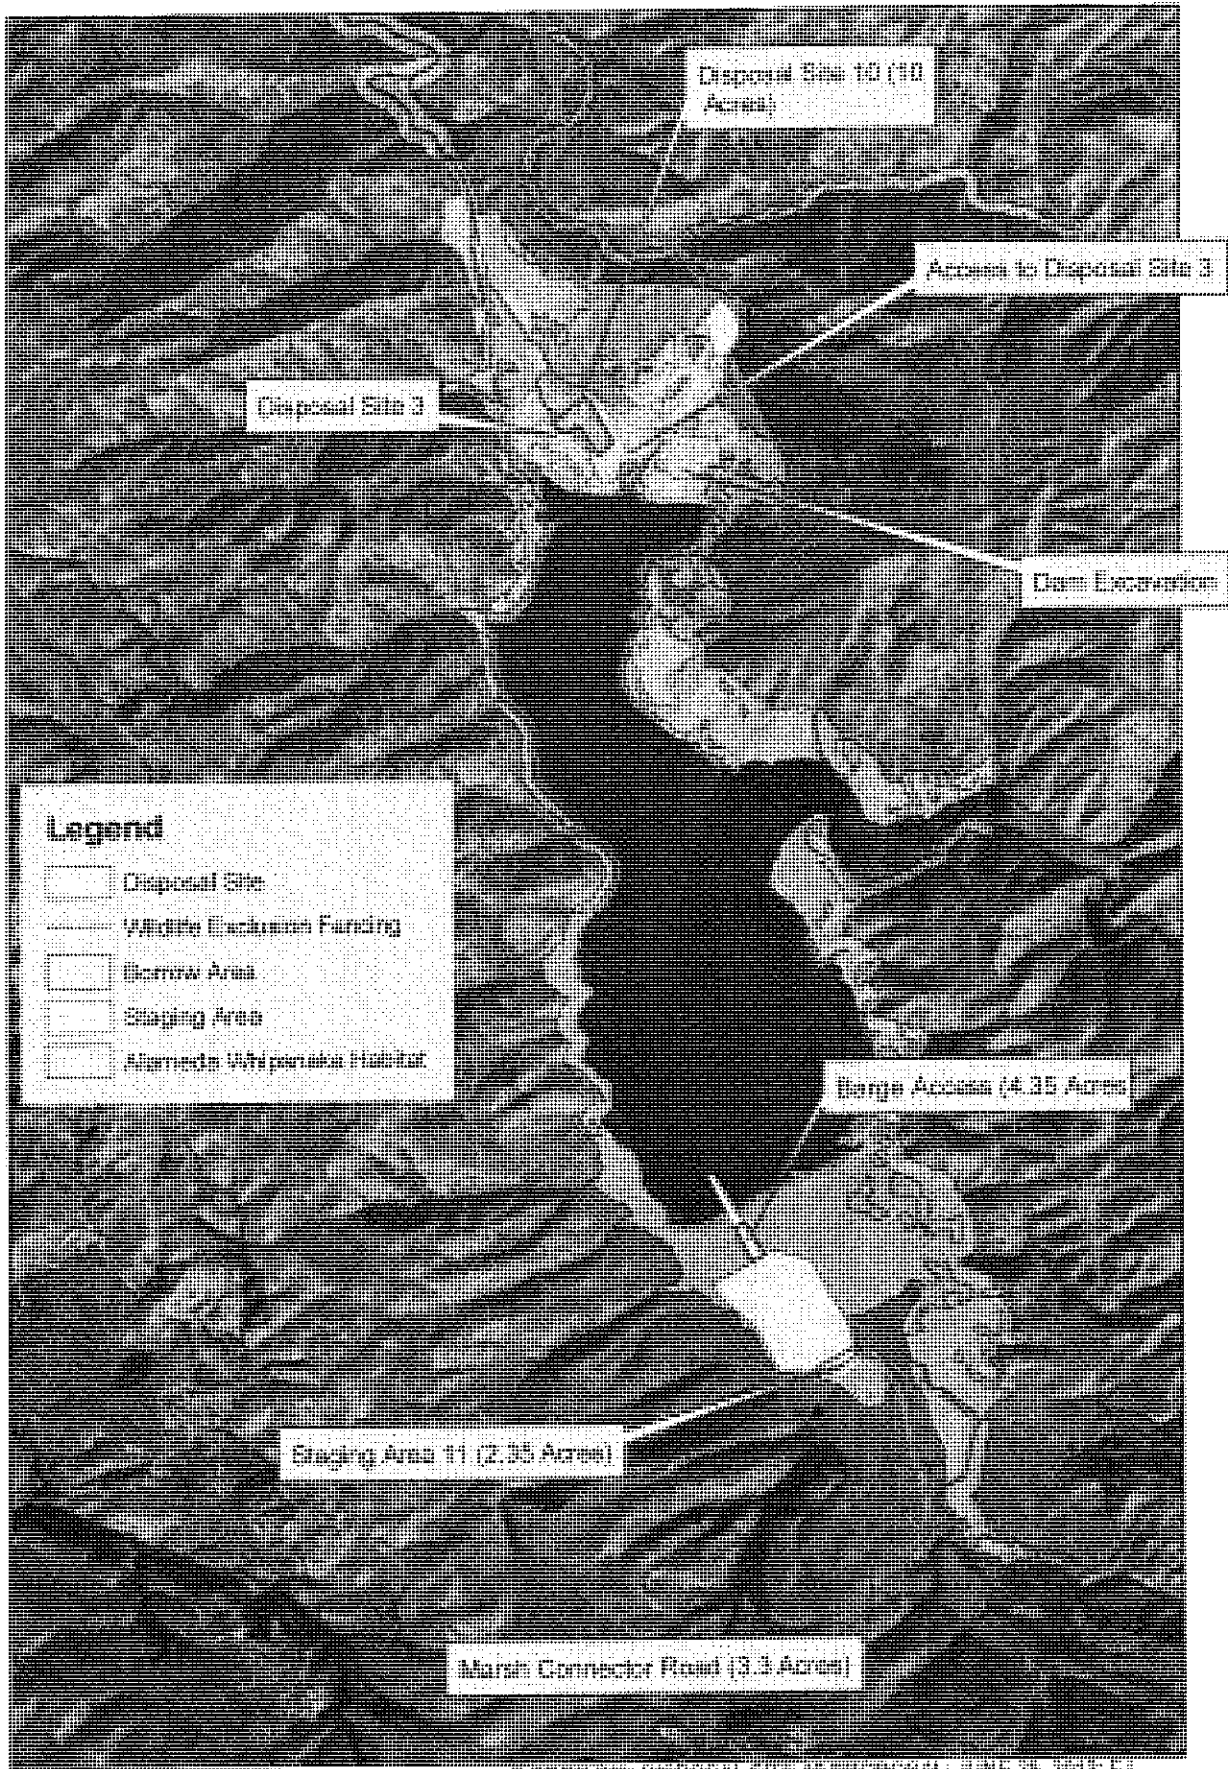 Disposal Site 10 (10
Acres)
Access to Disposal Site 3
Disposal Site 3
Dam Excavation
Legend
Disposal Site
Wildlife Exclusion Fencing
Borrow Area
Staging Area
Alameda Whipsnake Habitat
Barge Access (4.35 Acres
Staging Area 11 (2.35 Acres)
Marsh Connector Road (3.3 Acres)